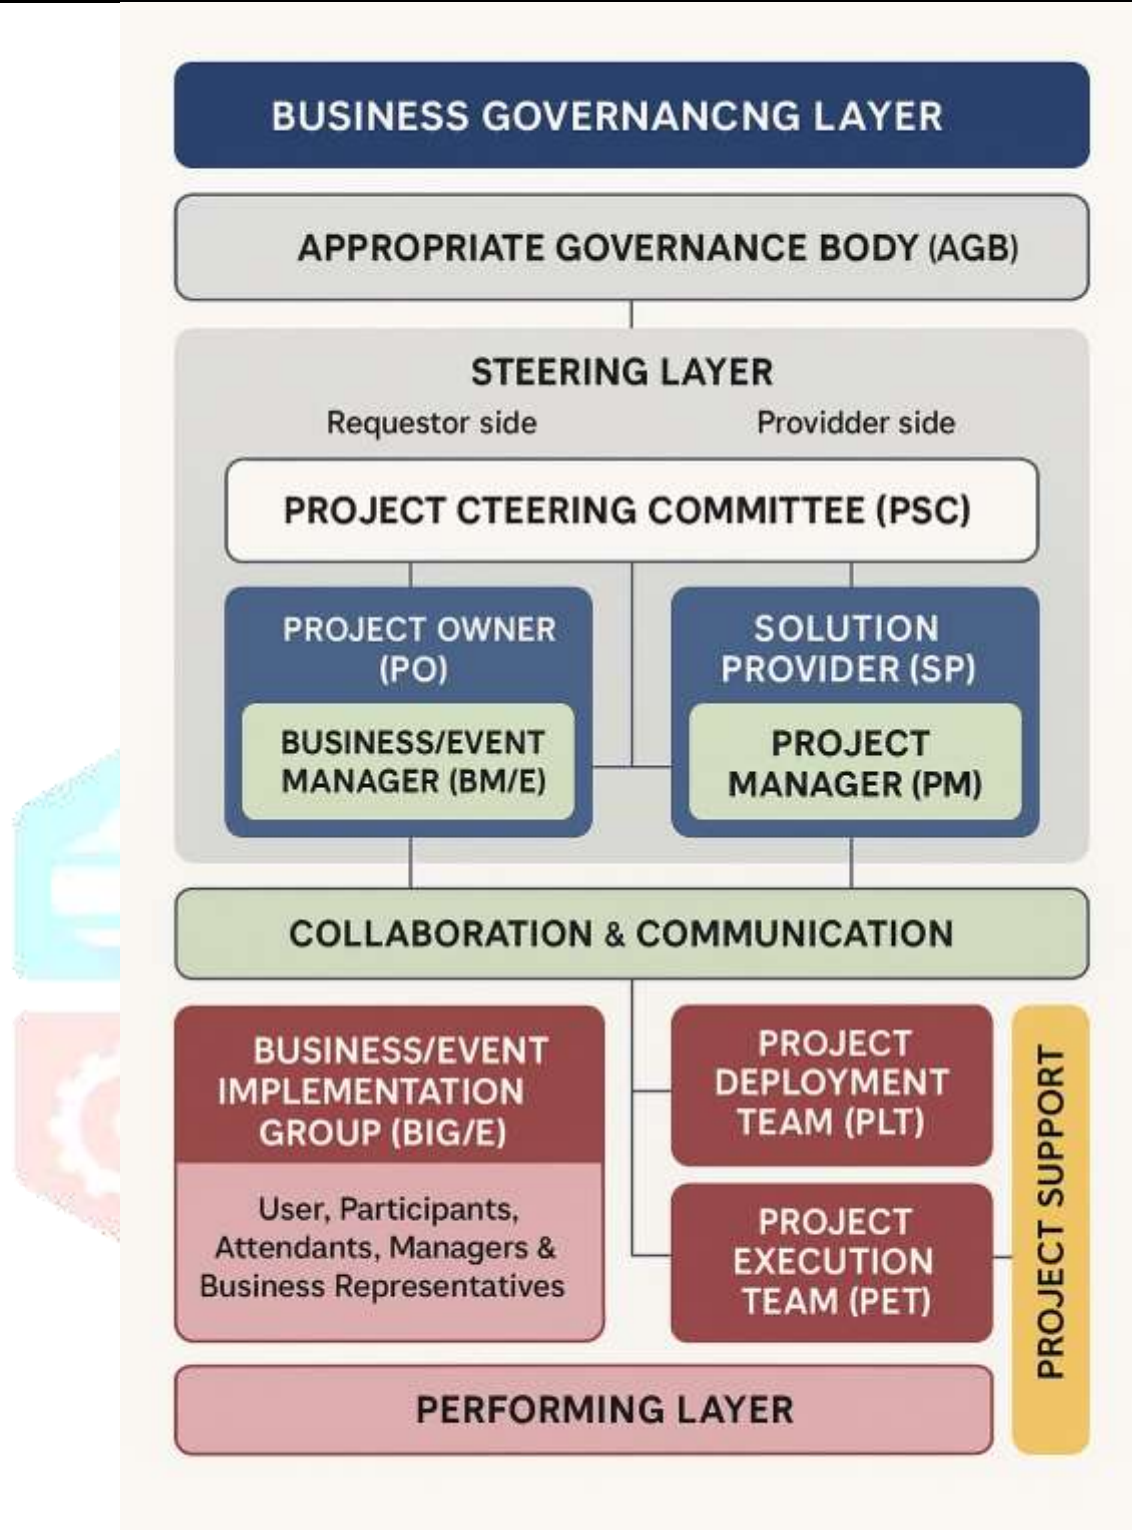 BUSINESS GOVERNANCNG LAYER
APPROPRIATE GOVERNANCE BODY (AGB)
STEERING LAYER
Requestor side
Providder side
PROJECT CTEERING COMMITTEE (PSC)
PROJECT OWNER
(PO)
BUSINESS/EVENT
MANAGER (BM/E)
SOLUTION
PROVIDER (SP)
PROJECT
MANAGER (PM)
COLLABORATION & COMMUNICATION
BUSINESS/EVENT
IMPLEMENTATION
GROUP (BIG/E)
User, Participants,
Attendants, Managers &
Business Representatives
PROJECT
DEPLOYMENT
TEAM (PLT)
PROJECT
EXECUTION
TEAM (PET)
PROJECT SUPPORT
PERFORMING LAYER